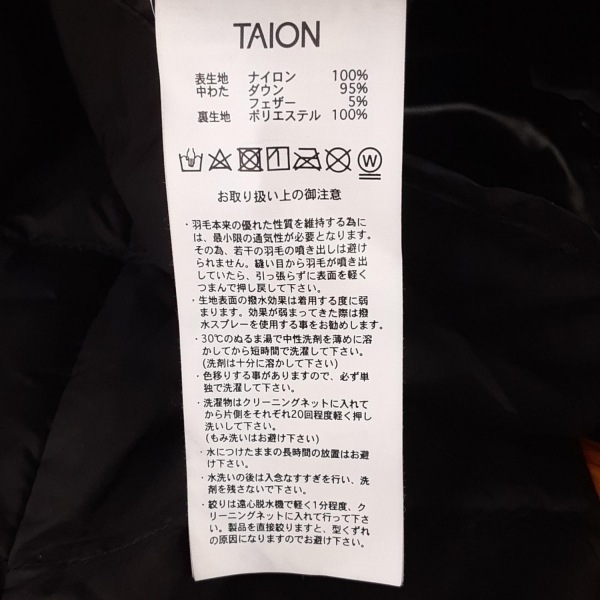 TAION
表生地 ナイロン 100%
中わた ダウン 95%
フェザー 5%
裏生地 ポリエステル 100%
W
お取り扱い上の御注意
・羽毛本来の優れた性質を維持する為に
は、最小限の通気性が必要となります。
その為、若干の羽毛の噴き出しは避け
られません。縫い目から羽毛が噴き出
していたら、引っ張らずに表面を軽く
つまんで押し戻して下さい。
・生地表面の撥水効果は着用する度に弱
まります。効果が弱まってきた際は撥
水スプレーを使用する事をお勧めします。
・30℃のぬるま湯で中性洗剤を薄めに溶
かしてから短時間で洗濯して下さい。
(洗剤は十分に溶かして下さい)
・色移りする事がありますので、必ず単
独で洗濯して下さい。
・洗濯物はクリーニングネットに入れて
から片側をそれぞれ20回程度軽く押し
洗いして下さい。
(もみ洗いはお避け下さい)
・水につけたままの長時間の放置はお避
け下さい。
・水洗いの後は入念なすすぎを行い、洗
剤を残さないで下さい。
・絞りは遠心脱水機で軽く1分程度、ク
リーニングネットに入れて行って下さ
い。製品を直接絞りますと、型くずれ
の原因になりますのでお避け下さい。